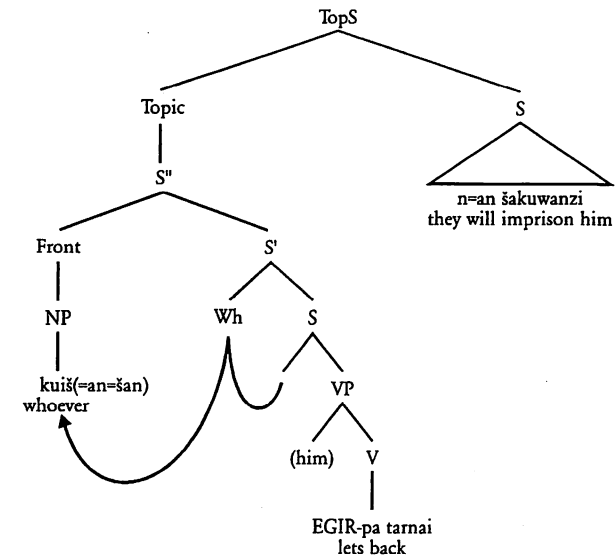 TopS
Topic
S
S"
n=an šakuwanzi
they will imprison him
Front
S'
NP
Wh
S
kuiš(=an=šan)
whoever
VP
(him)
V
EGIR-pa tarnai
lets back